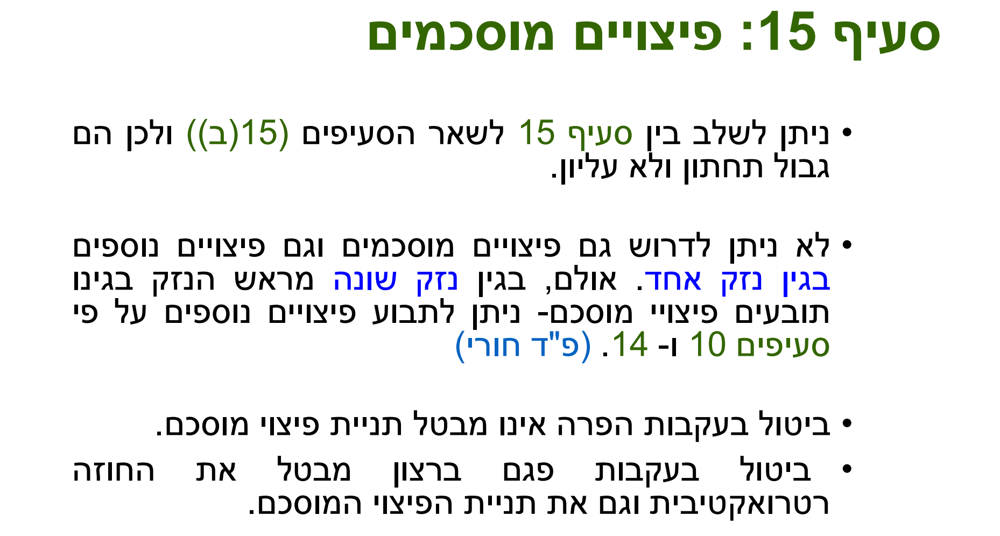 סעיף 15: פיצויים מוסכמים
• ניתן לשלב בין סעיף 15 לשאר הסעיפים (15(ב)) ולכן הם
גבול תחתון ולא עליון.
• לא ניתן לדרוש גם פיצויים מוסכמים וגם פיצויים נוספים
בגין נזק אחד. אולם, בגין נזק שונה מראש הנזק בגינו
תובעים פיצויי מוסכם- ניתן לתבוע פיצויים נוספים על פי
סעיפים 10 ו- 14. (פ"ד חורי)
• ביטול בעקבות הפרה אינו מבטל תניית פיצוי מוסכם.
• ביטול בעקבות פגם ברצון מבטל את החוזה
רטרואקטיבית וגם את תניית הפיצוי המוסכם.